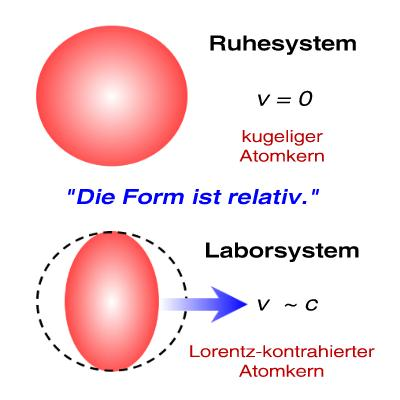 Ruhesystem
v = 0
kugeliger
Atomkern
"Die Form ist relativ."
Laborsystem
v ~ c
Lorentz-kontrahierter
Atomkern